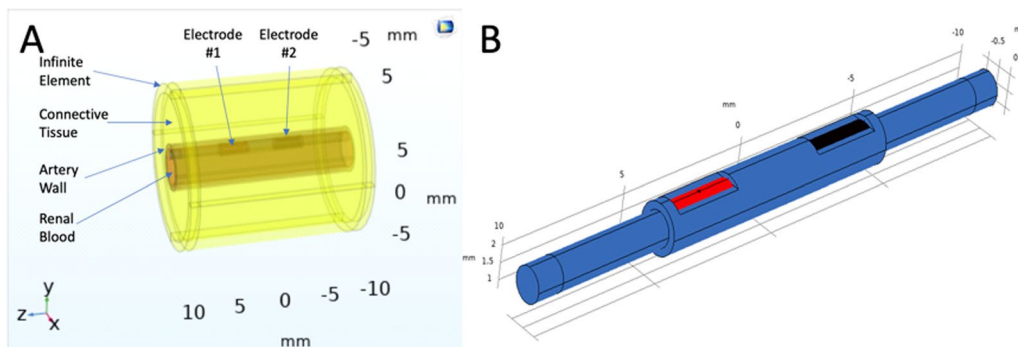 A
B
Electrode
#1
Electrode
#2
-5
mm
5
Infinite
Element
Connective
Tissue
Artery
Wall
Renal
Blood
5
0
mm
-5
y
z
x
10
5
0
-5
-10
mm
-10
-0.5
0
-5
mm
0
5
10
2
mm
1.5
1